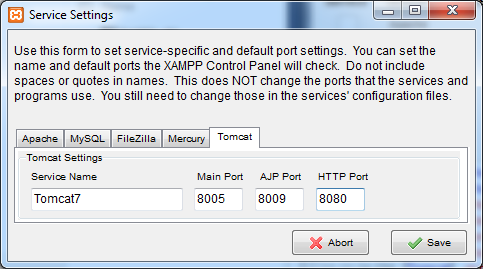 Service Settings
Use this form to set service-specific and default port settings. You can set the
name and default ports the XAMPP Control Panel will check. Do not include
spaces or quotes in names. This does NOT change the ports that the services and
programs use. You still need to change those in the services' configuration files.
Apache MySQL FileZilla Mercury Tomcat
Tomcat Settings
Service Name Main Port AJP Port HTTP Port
Tomcat7 8005 8009 8080
Abort Save